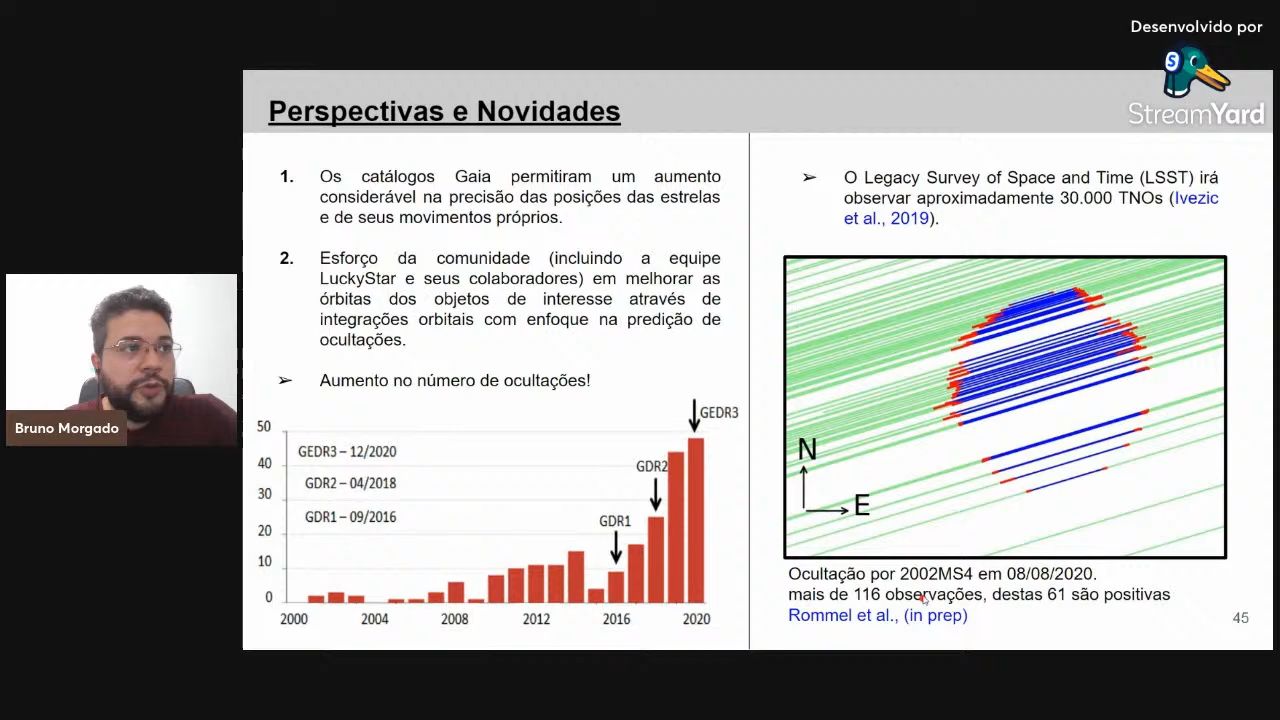 Desenvolvido por
StreamYard
Perspectivas e Novidades
1. Os catálogos Gaia permitiram um aumento
considerável na precisão das posições das estrelas
e de seus movimentos próprios.
2. Esforço da comunidade (incluindo a equipe
LuckyStar e seus colaboradores) em melhorar as
órbitas dos objetos de interesse através de
integrações orbitais com enfoque na predição de
ocultações.
➢ Aumento no número de ocultações!
50
40
30
20
10
0
GEDR3 – 12/2020
GDR2 – 04/2018
GDR1 – 09/2016
GDR1
GDR2
GEDR3
2000 2004 2008 2012 2016 2020
➢ O Legacy Survey of Space and Time (LSST) irá
observar aproximadamente 30.000 TNOs (Ivezic
et al., 2019).
N
E
Ocultação por 2002MS4 em 08/08/2020.
mais de 116 observações, destas 61 são positivas
Rommel et al., (in prep)
45
Bruno Morgado